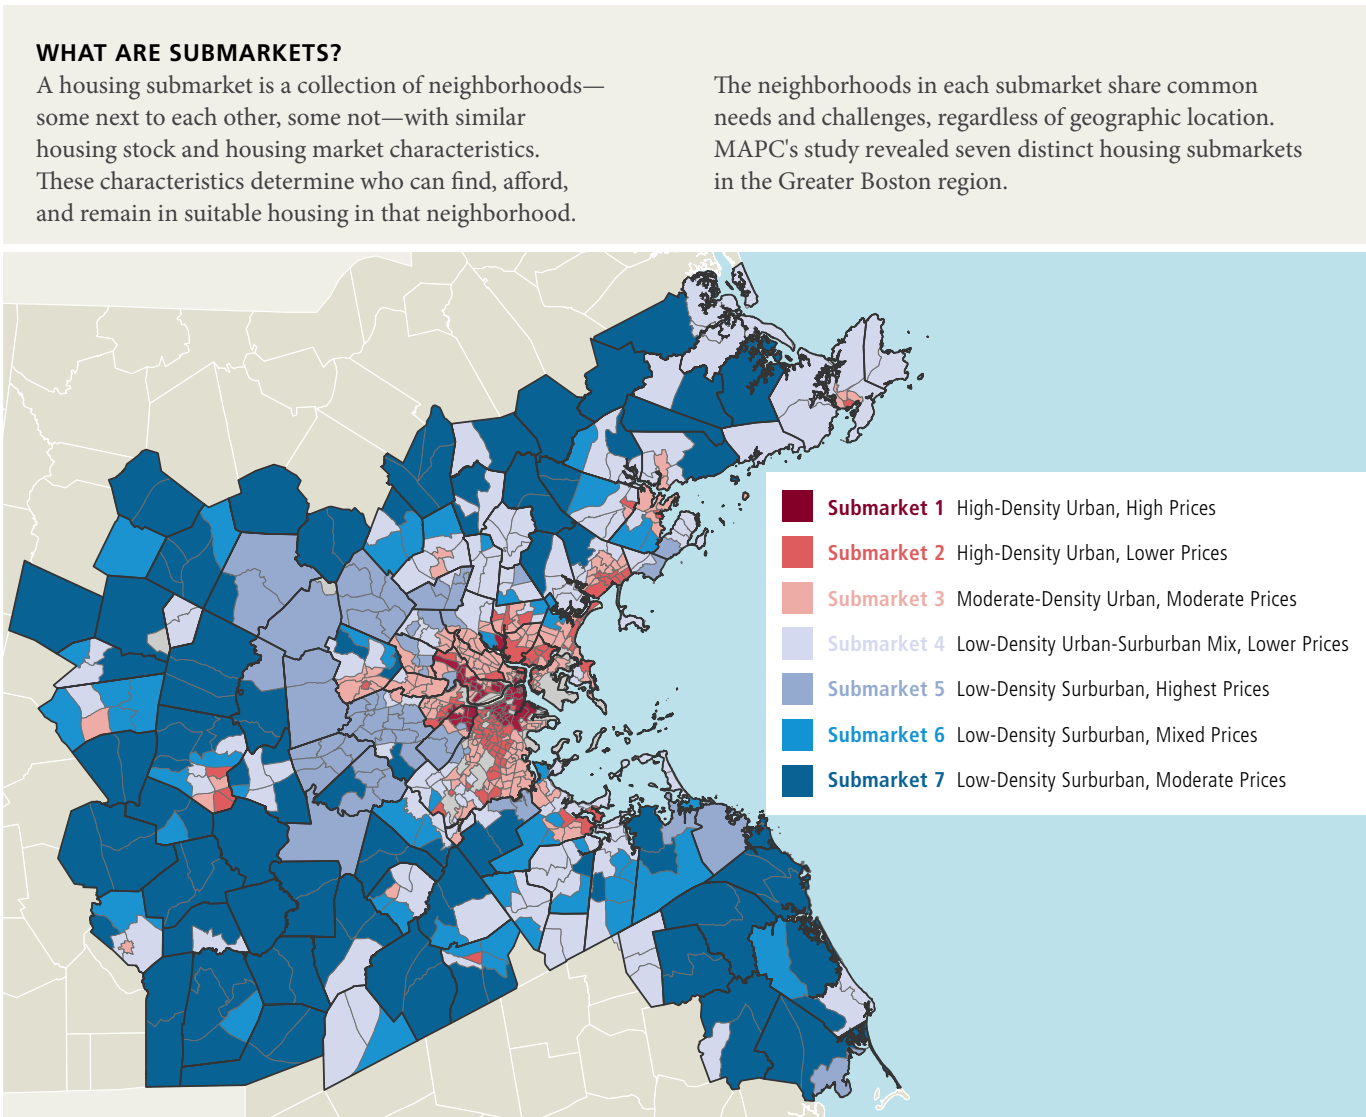 WHAT ARE SUBMARKETS?
A housing submarket is a collection of neighborhoods—
some next to each other, some not—with similar
housing stock and housing market characteristics.
These characteristics determine who can find, afford,
and remain in suitable housing in that neighborhood.
The neighborhoods in each submarket share common
needs and challenges, regardless of geographic location.
MAPC's study revealed seven distinct housing submarkets
in the Greater Boston region.
Submarket 1 High-Density Urban, High Prices
Submarket 2 High-Density Urban, Lower Prices
Submarket 3 Moderate-Density Urban, Moderate Prices
Submarket 4 Low-Density Urban-Suburban Mix, Lower Prices
Submarket 5 Low-Density Surburban, Highest Prices
Submarket 6 Low-Density Surburban, Mixed Prices
Submarket 7 Low-Density Surburban, Moderate Prices